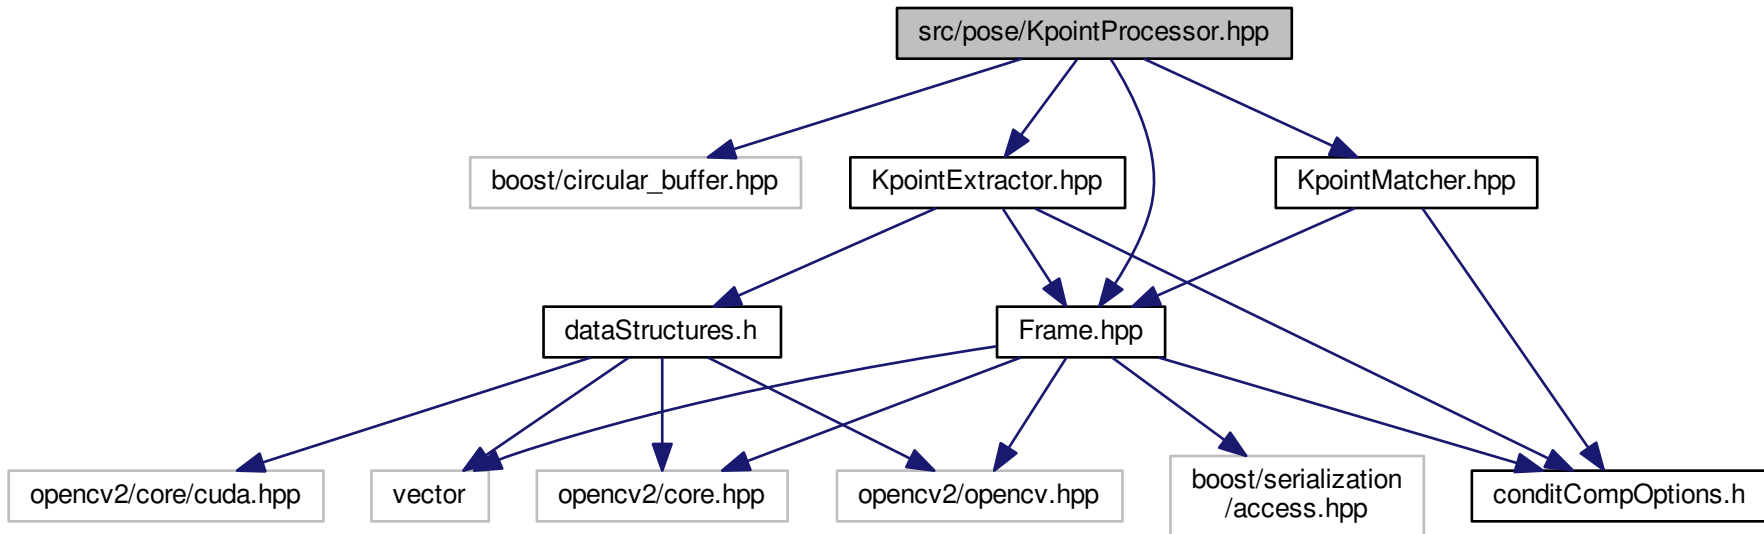 src/pose/KpointProcessor.hpp
boost/circular_buffer.hpp
KpointExtractor.hpp
KpointMatcher.hpp
dataStructures.h
Frame.hpp
opencv2/core/cuda.hpp
vector
opencv2/core.hpp
opencv2/opencv.hpp
boost/serialization
/access.hpp
conditCompOptions.h